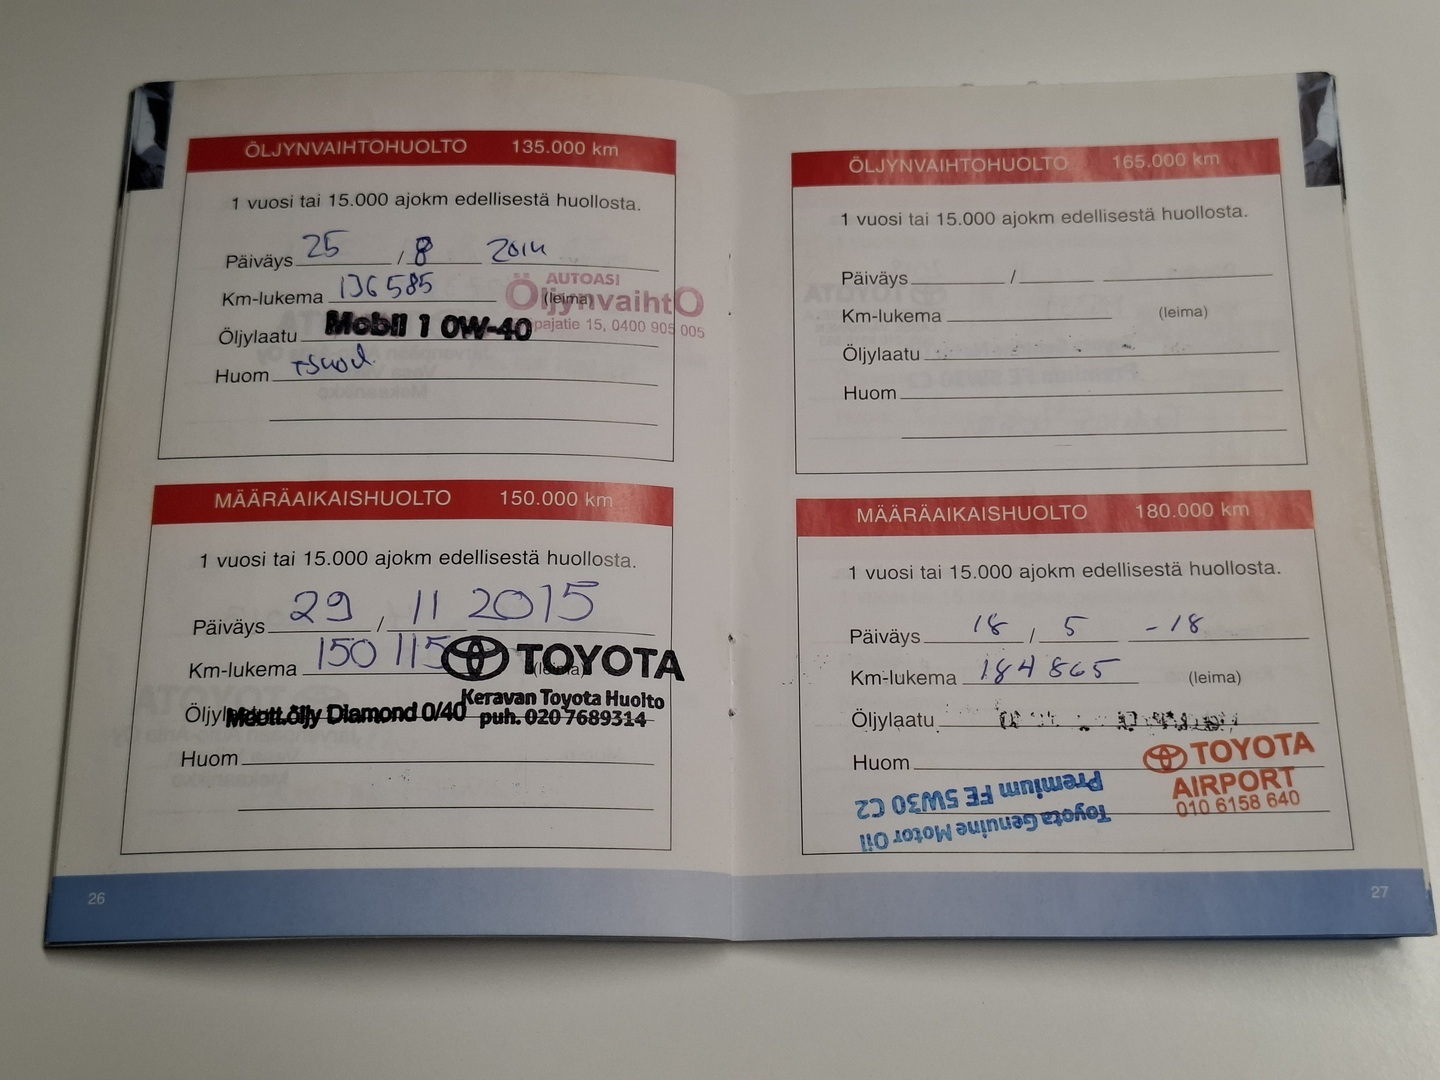 ÖLJYNVAIHTOHUOLTO 135.000 km
1 vuosi tai 15.000 ajokm edellisestä huollosta.
Päiväys 25 / 8 2014
Km-lukema 136585 (leima)
AUTOASI
ÖljynvaihtO
pajatie 15, 0400 905 005
Öljylaatu Mobil 1 0W-40
Huom
MÄÄRÄAIKAISHUOLTO 150.000 km
1 vuosi tai 15.000 ajokm edellisestä huollosta.
Päiväys 29 / 11 2015
Km-lukema 150 115 (leima)
TOYOTA
Keravan Toyota Huolto
puh. 020 7689314
Diamond 0/40
Huom
26
ÖLJYNVAIHTOHUOLTO 165.000 km
1 vuosi tai 15.000 ajokm edellisestä huollosta.
Päiväys /
Km-lukema (leima)
Öljylaatu
Huom
MÄÄRÄAIKAISHUOLTO 180.000 km
1 vuosi tai 15.000 ajokm edellisestä huollosta.
Päiväys 18 / 5 -18
Km-lukema 184 865 (leima)
Öljylaatu
Huom
TOYOTA
AIRPORT
010 6158 640
Toyota Genuine Motor Oil
Premium FE 5W30 C2
27